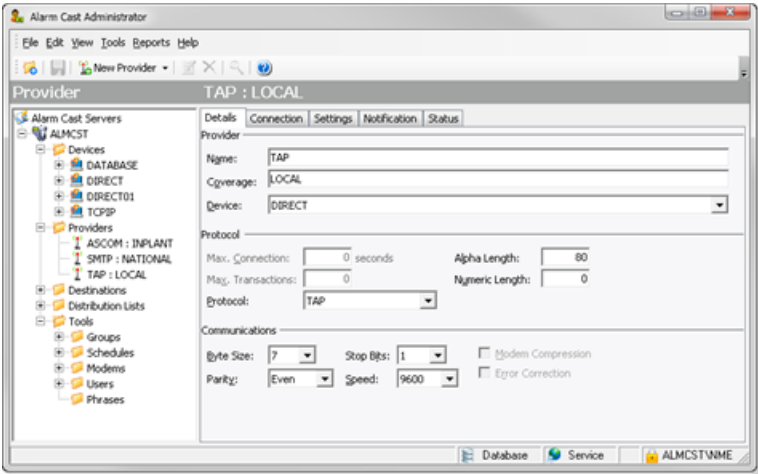 Alarm Cast Administrator
File Edit View Tools Reports Help
New Provider
Provider TAP : LOCAL
Alarm Cast Servers
ALMCST
Devices
DATABASE
DIRECT
DIRECT01
TCPIP
Providers
ASCOM : INPLANT
SMTP : NATIONAL
TAP : LOCAL
Destinations
Distribution Lists
Tools
Groups
Schedules
Modems
Users
Phrases
Details Connection Settings Notification Status
Provider
Name: TAP
Coverage: LOCAL
Device: DIRECT
Protocol
Max. Connection: 0 seconds Alpha Length: 80
Max. Transactions: 0 Numeric Length: 0
Protocol: TAP
Communications
Byte Size: 7 Stop Bits: 1 Modem Compression
Parity: Even Speed: 9600 Error Correction
Database Service ALMCST\NME